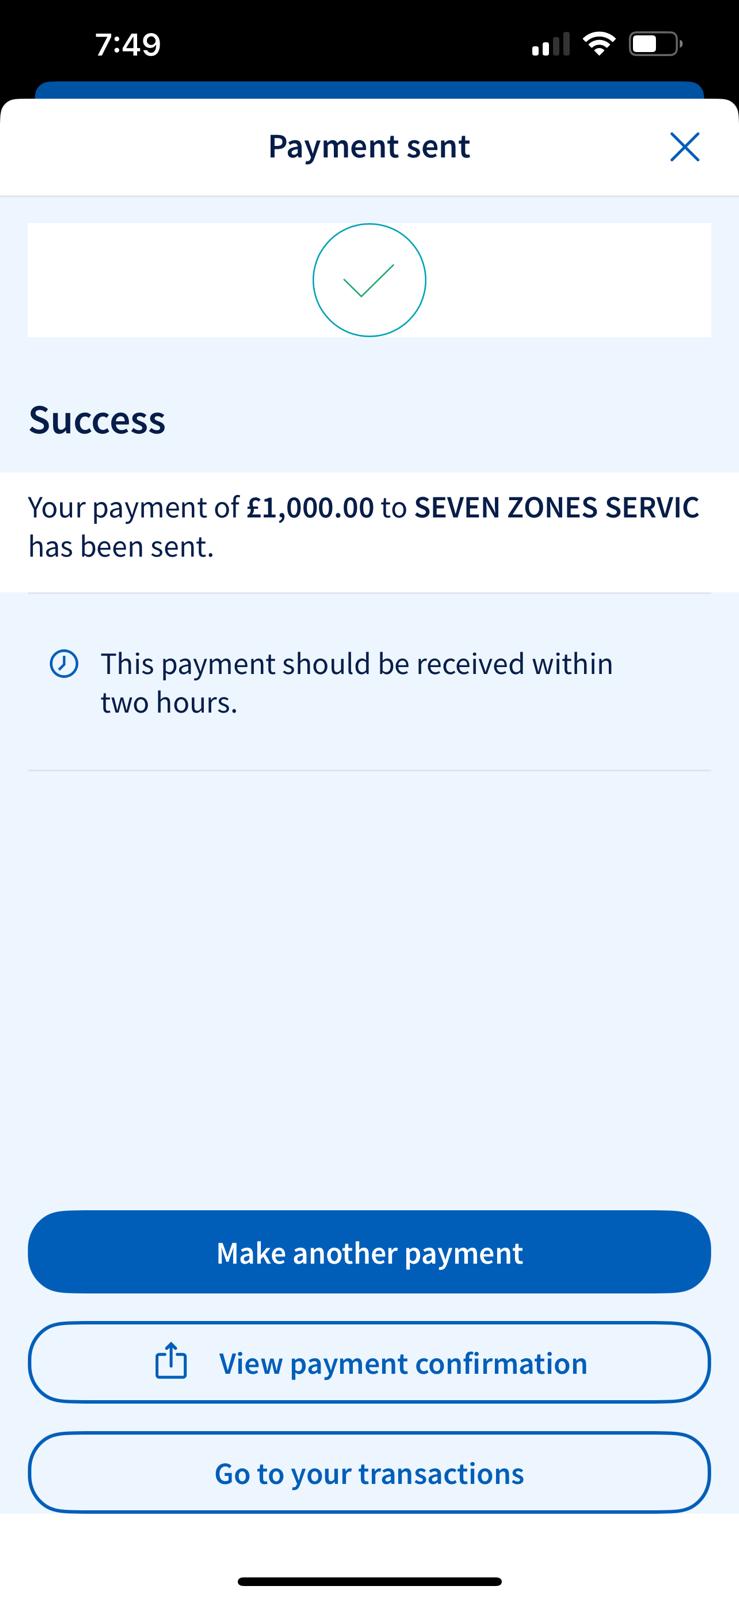 7:49
Payment sent
Success
Your payment of £1,000.00 to SEVEN ZONES SERVIC
has been sent.
This payment should be received within
two hours.
Make another payment
View payment confirmation
Go to your transactions